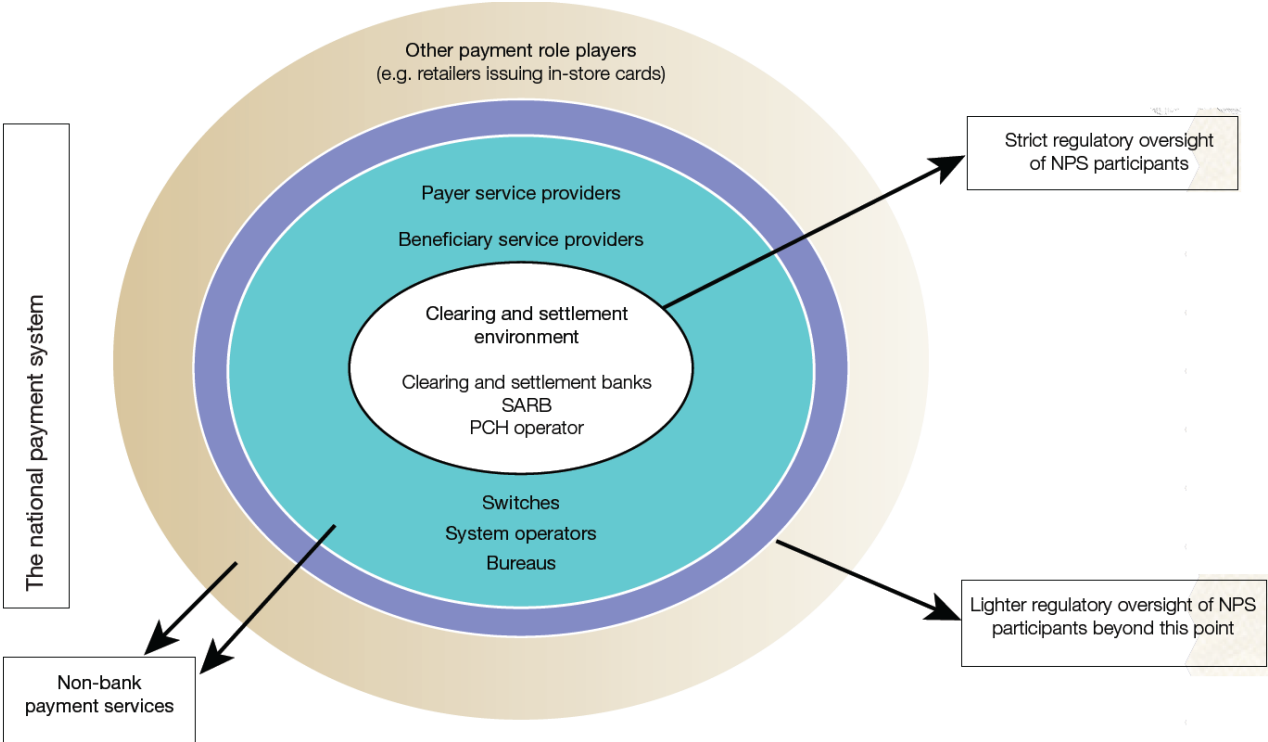 Other payment role players
(e.g. retailers issuing in-store cards)
Strict regulatory oversight
of NPS participants
Payer service providers
Beneficiary service providers
Clearing and settlement
environment
Clearing and settlement banks
SARB
PCH operator
The national payment system
Switches
System operators
Bureaus
Lighter regulatory oversight of NPS
participants beyond this point
Non-bank
payment services